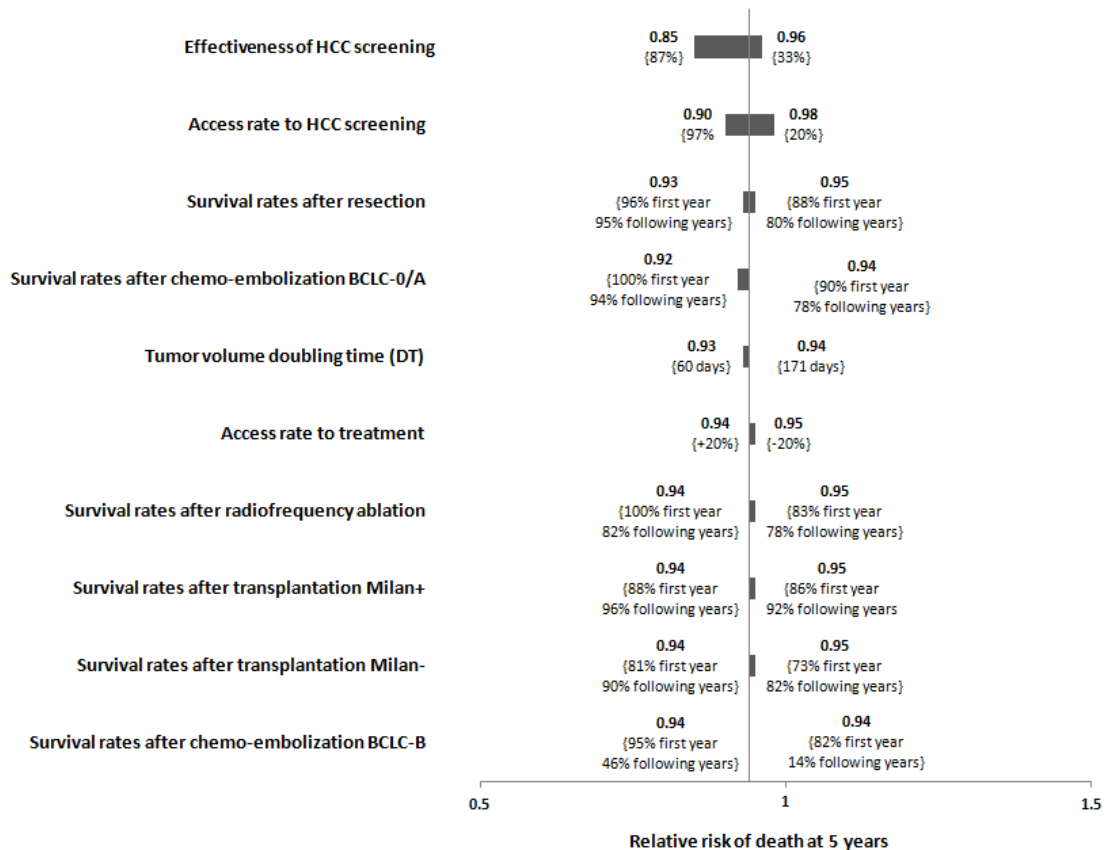 Effectiveness of HCC screening
0.85
{87%}
0.96
{33%}
Access rate to HCC screening
0.90
{97%
0.98
{20%}
Survival rates after resection
0.93
{96% first year
95% following years}
0.95
{88% first year
80% following years}
Survival rates after chemo-embolization BCLC-0/A
0.92
{100% first year
94% following years}
0.94
{90% first year
78% following years}
Tumor volume doubling time (DT)
0.93
{60 days}
0.94
{171 days}
Access rate to treatment
0.94
{+20%}
0.95
{-20%}
Survival rates after radiofrequency ablation
0.94
{100% first year
82% following years}
0.95
{83% first year
78% following years}
Survival rates after transplantation Milan+
0.94
{88% first year
96% following years}
0.95
{86% first year
92% following years
Survival rates after transplantation Milan-
0.94
{81% first year
90% following years}
0.95
{73% first year
82% following years}
Survival rates after chemo-embolization BCLC-B
0.94
{95% first year
46% following years}
0.94
{82% first year
14% following years}
0.5
1
1.5
Relative risk of death at 5 years